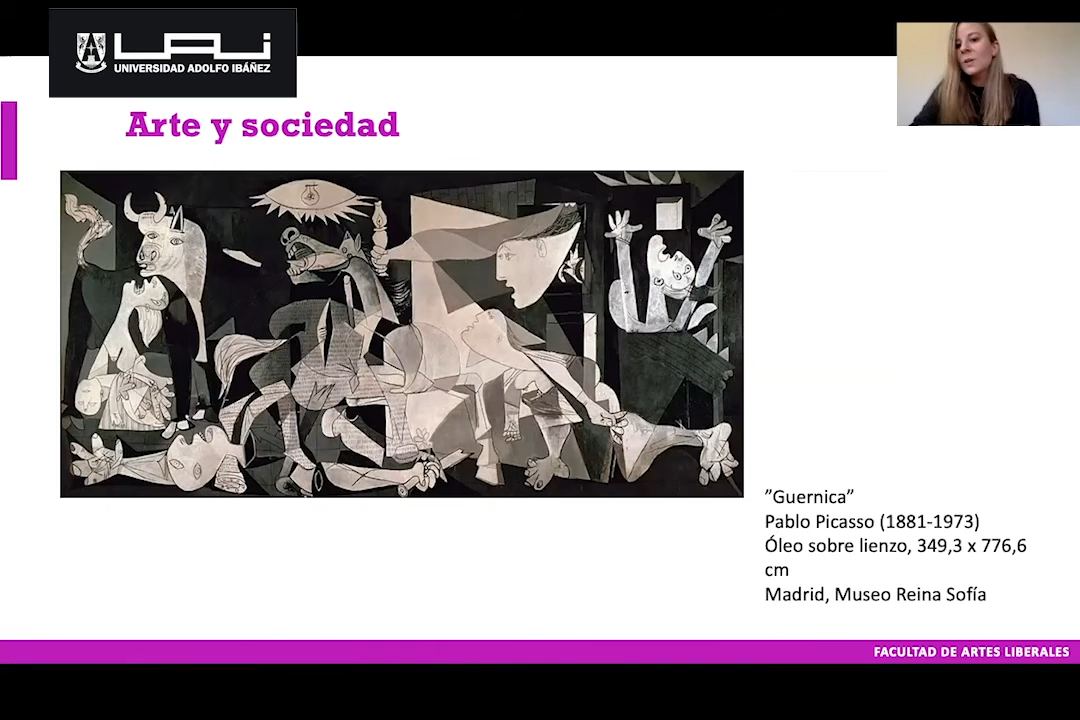 UAI
UNIVERSIDAD ADOLFO IBÁÑEZ
Arte y sociedad
”Guernica”
Pablo Picasso (1881-1973)
Óleo sobre lienzo, 349,3 x 776,6
cm
Madrid, Museo Reina Sofía
FACULTAD DE ARTES LIBERALES